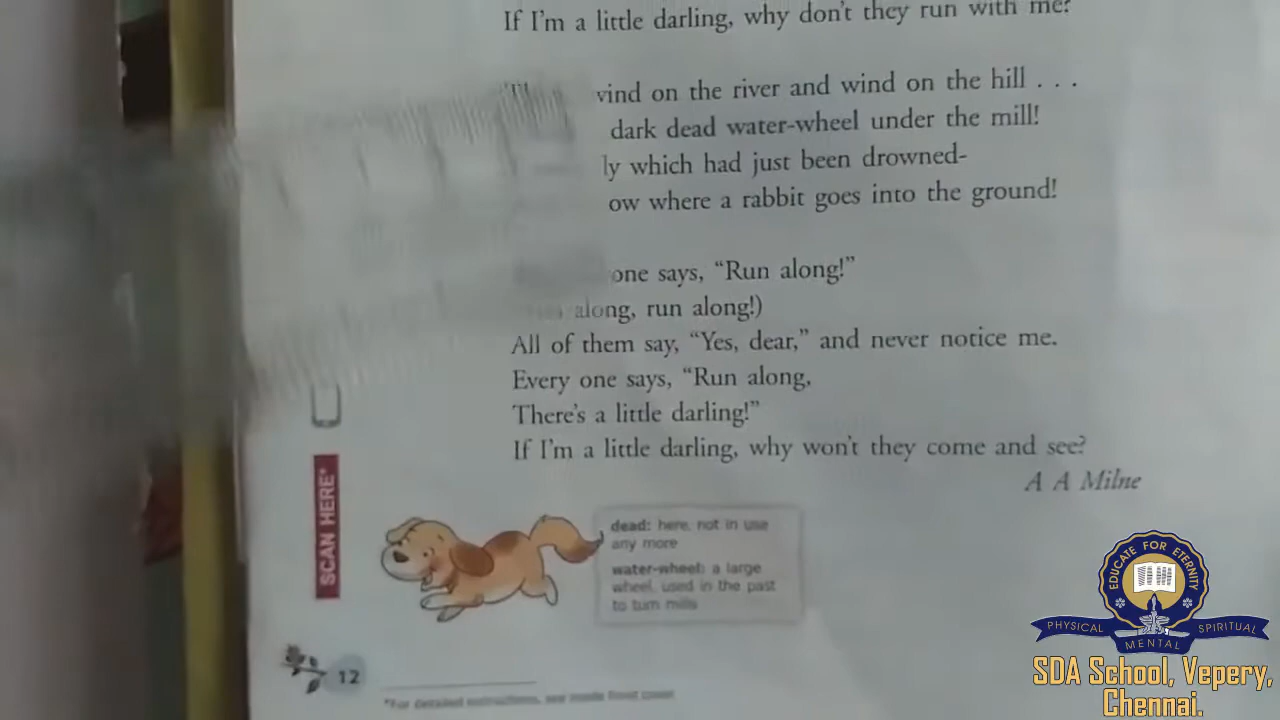 If I'm a little darling, why don't they run with me?
vind on the river and wind on the hill . . .
dark dead water-wheel under the mill!
ly which had just been drowned-
ow where a rabbit goes into the ground!
one says, “Run along!”
along, run along!)
All of them say, “Yes, dear,” and never notice me.
Every one says, “Run along,
There's a little darling!”
If I'm a little darling, why won't they come and see?
A A Milne
SCAN HERE*
dead: here, not in use
any more
water-wheel: a large
wheel, used in the past
to turn mills
12
*For detailed instructions, see inside front cover
EDUCATE FOR ETERNITY
PHYSICAL MENTAL SPIRITUAL
SDA School, Vepery,
Chennai.